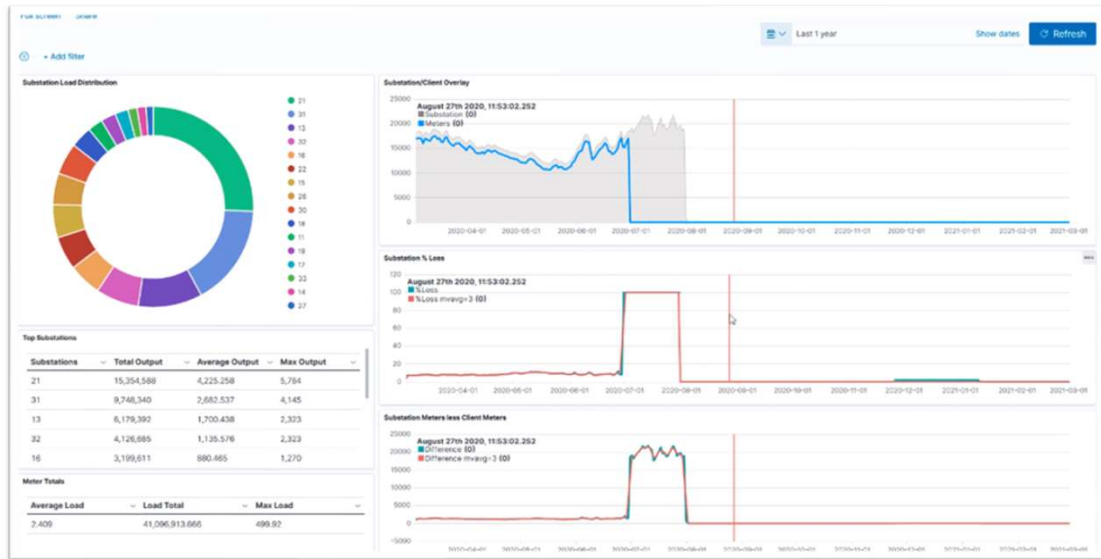 Full screen Share
Last 1 year Show dates Refresh
+ Add filter
Substation Load Distribution
21
31
13
32
16
22
15
26
30
18
11
19
17
33
14
27
Top Substations
Substations Total Output Average Output Max Output
21 15,354,588 4,225.258 5,784
31 9,748,340 2,682.537 4,145
13 6,179,392 1,700.438 2,323
32 4,126,685 1,135.576 2,323
16 3,199,611 880.465 1,270
Meter Totals
Average Load Load Total Max Load
2.409 41,096,913.666 499.92
Substation/Client Overlay
August 27th 2020, 11:53:02.252
Substation (0)
Meters (0)
25000
20000
15000
10000
5000
0
2020-04-01 2020-05-01 2020-06-01 2020-07-01 2020-08-01 2020-09-01 2020-10-01 2020-11-01 2020-12-01 2021-01-01 2021-02-01 2021-03-01
Substation % Loss
August 27th 2020, 11:53:02.252
%Loss
%Loss mvavg=3 (0)
120
100
80
60
40
20
0
2020-04-01 2020-05-01 2020-06-01 2020-07-01 2020-08-01 2020-09-01 2020-10-01 2020-11-01 2020-12-01 2021-01-01 2021-02-01 2021-03-01
Substation Meters less Client Meters
August 27th 2020, 11:53:02.252
Difference (0)
Difference mvavg=3 (0)
25000
20000
15000
10000
5000
0
-5000